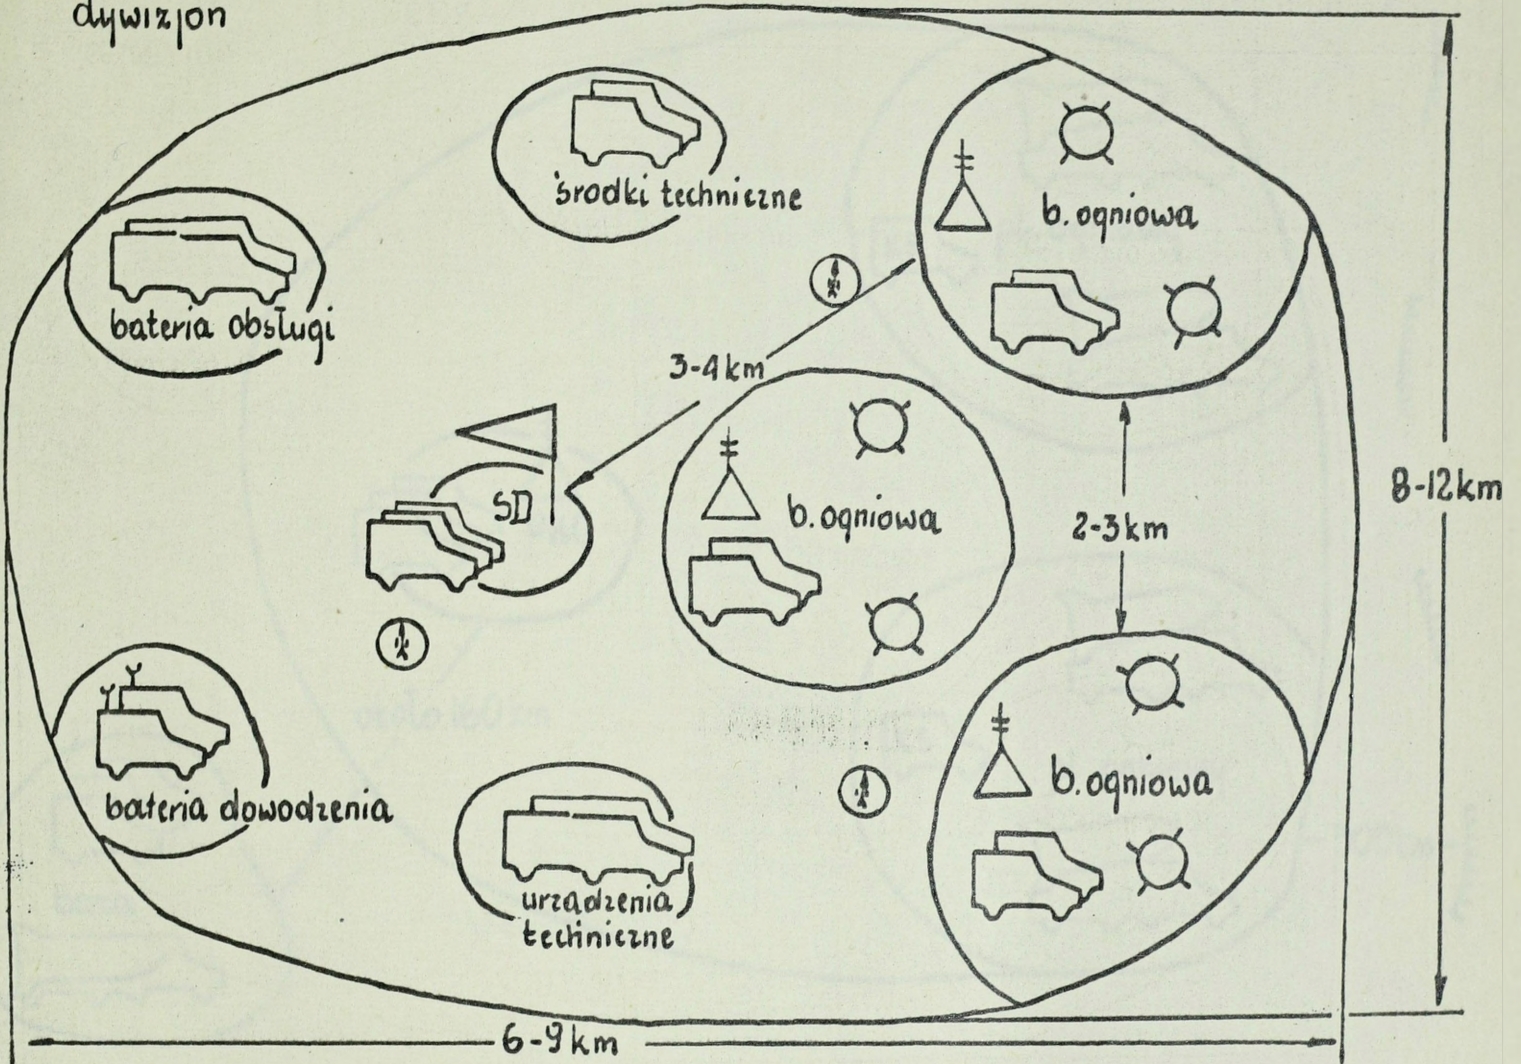 dywizjon
środki techniczne
b. ogniowa
bateria obsługi
3-4 km
SD
b. ogniowa
2-3 km
8-12 km
b. ogniowa
bateria dowodzenia
urządzenia
techniczne
6-9 km